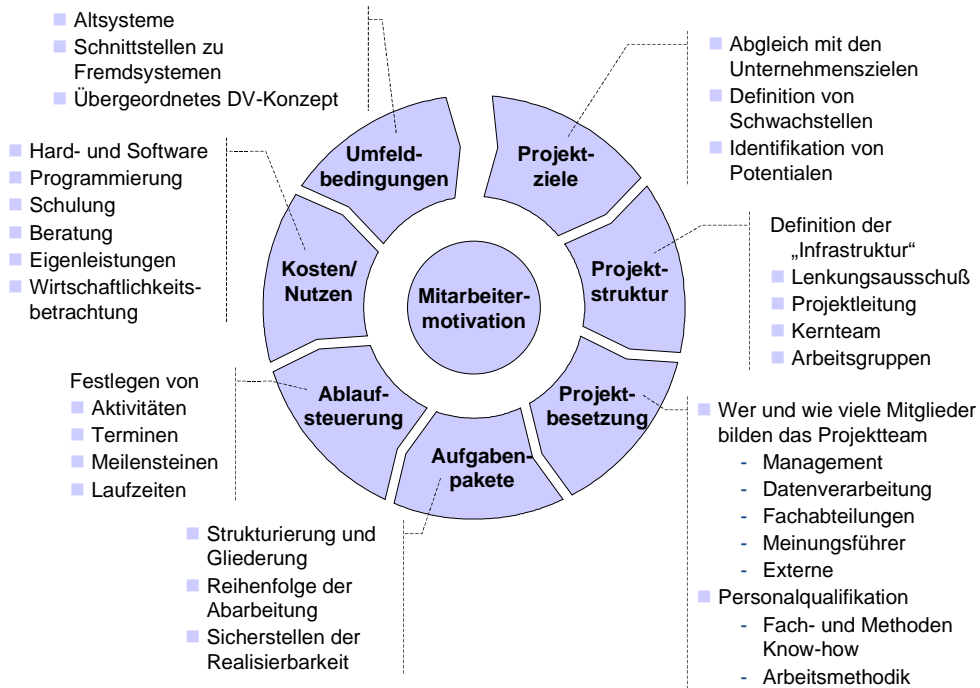 Altsysteme
Schnittstellen zu
Fremdsystemen
Übergeordnetes DV-Konzept
Abgleich mit den
Unternehmenszielen
Definition von
Schwachstellen
Identifikation von
Potentialen
Hard- und Software
Programmierung
Schulung
Beratung
Eigenleistungen
Wirtschaftlichkeits-
betrachtung
Umfeld-
bedingungen
Projekt-
ziele
Kosten/
Nutzen
Mitarbeiter-
motivation
Projekt-
struktur
Definition der
„Infrastruktur“
Lenkungsausschuß
Projektleitung
Kernteam
Arbeitsgruppen
Festlegen von
Aktivitäten
Terminen
Meilensteinen
Laufzeiten
Ablauf-
steuerung
Aufgaben-
pakete
Projekt-
besetzung
Wer und wie viele Mitglieder
bilden das Projektteam
- Management
- Datenverarbeitung
- Fachabteilungen
- Meinungsführer
- Externe
Personalqualifikation
- Fach- und Methoden
Know-how
- Arbeitsmethodik
Strukturierung und
Gliederung
Reihenfolge der
Abarbeitung
Sicherstellen der
Realisierbarkeit